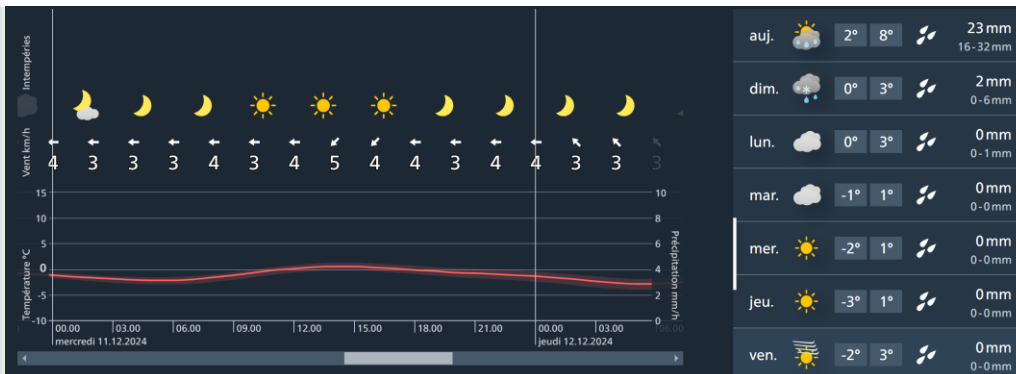 Intempéries
Vent km/h
4 3 3 3 4 3 4 5 4 4 3 4 4 3 3 3
Température °C
15
10
5
0
-5
-10
10
8
6
4
2
0
Précipitation mm/h
00.00 03.00 06.00 09.00 12.00 15.00 18.00 21.00 00.00 03.00 06.00
mercredi 11.12.2024 jeudi 12.12.2024
auj. 2° 8° 23 mm
16-32 mm
dim. 0° 3° 2 mm
0-6 mm
lun. 0° 3° 0 mm
0-1 mm
mar. -1° 1° 0 mm
0-0 mm
mer. -2° 1° 0 mm
0-0 mm
jeu. -3° 1° 0 mm
0-0 mm
ven. -2° 3° 0 mm
0-0 mm